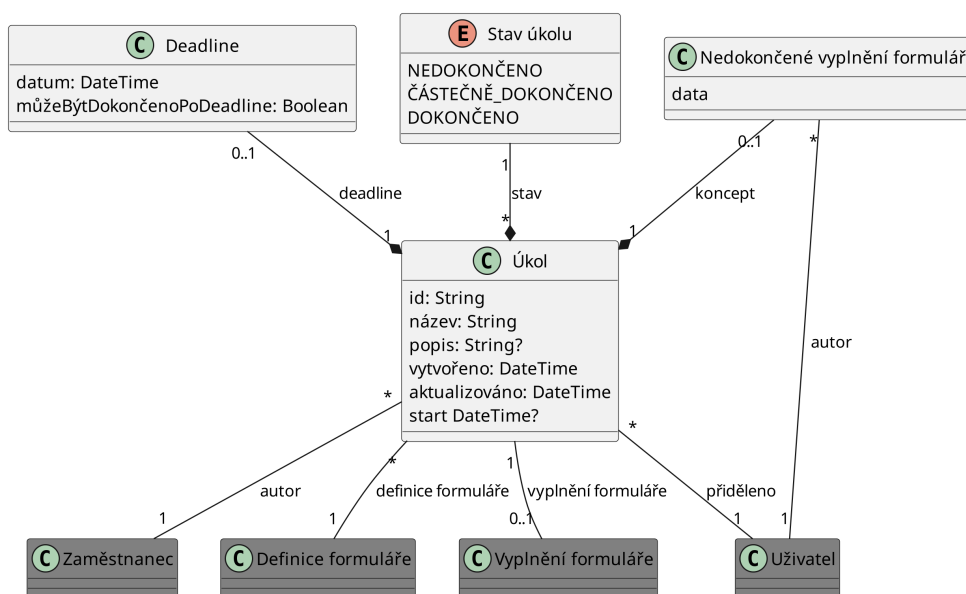 C Deadline
datum: DateTime
můžeBýtDokončenoPoDeadline: Boolean
E Stav úkolu
NEDOKONČENO
ČÁSTEČNĚ_DOKONČENO
DOKONČENO
C Nedokončené vyplnění formulář
data
0..1
1
0..1
*
deadline
stav
koncept
1
*
1
C Úkol
id: String
název: String
popis: String?
vytvořeno: DateTime
aktualizováno: DateTime
start DateTime?
autor
*
*
1
*
autor
definice formuláře
vyplnění formuláře
přiděleno
1
1
0..1
1
1
C Zaměstnanec
C Definice formuláře
C Vyplnění formuláře
C Uživatel